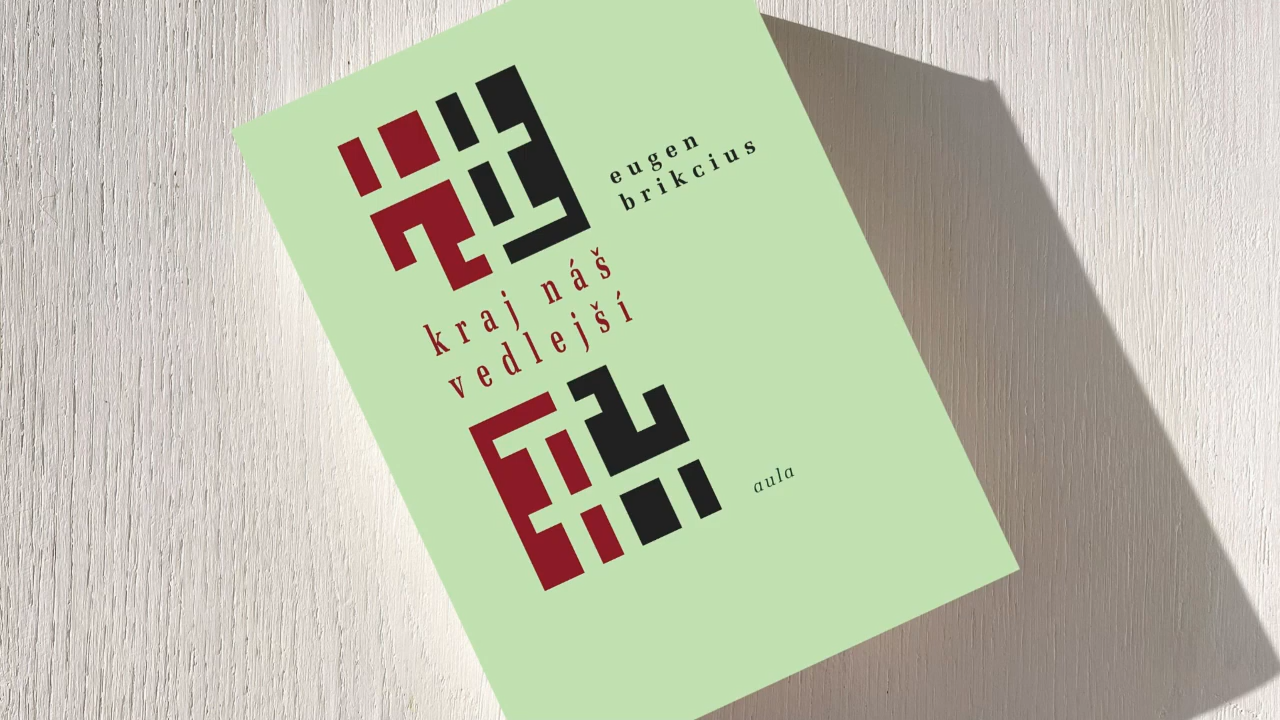 eugen
brikcius
kraj náš
vedlejší
aula